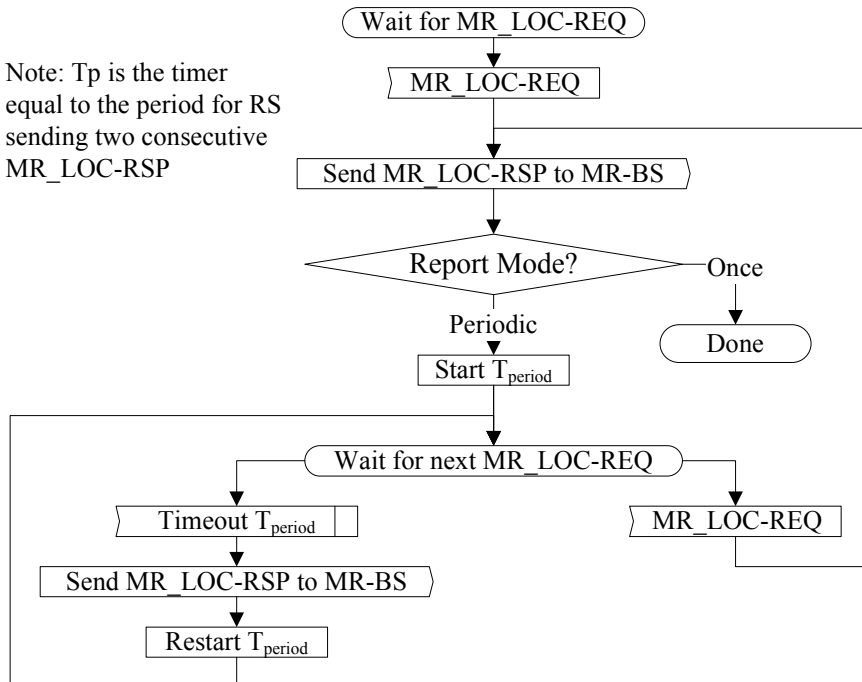 Wait for MR_LOC-REQ
Note: Tp is the timer
equal to the period for RS
sending two consecutive
MR_LOC-RSP
MR_LOC-REQ
Send MR_LOC-RSP to MR-BS
Report Mode?
Once
Periodic
Done
Start Tperiod
Wait for next MR_LOC-REQ
Timeout Tperiod
MR_LOC-REQ
Send MR_LOC-RSP to MR-BS
Restart Tperiod